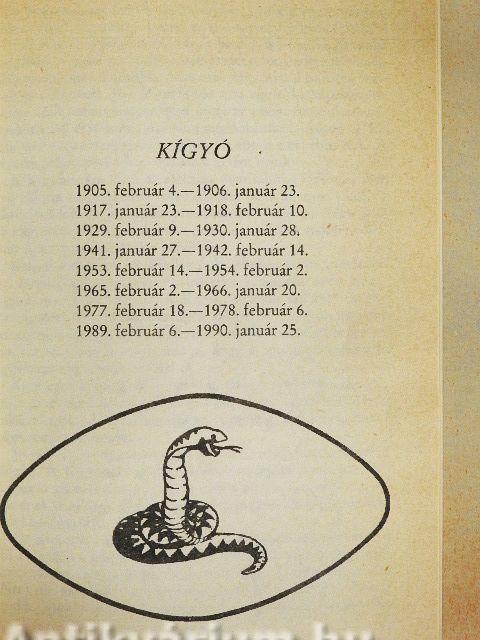 KÍGYÓ
1905. február 4.—1906. január 23.
1917. január 23.—1918. február 10.
1929. február 9.—1930. január 28.
1941. január 27.—1942. február 14.
1953. február 14.—1954. február 2.
1965. február 2.—1966. január 20.
1977. február 18.—1978. február 6.
1989. február 6.—1990. január 25.
Antikvárium.hu